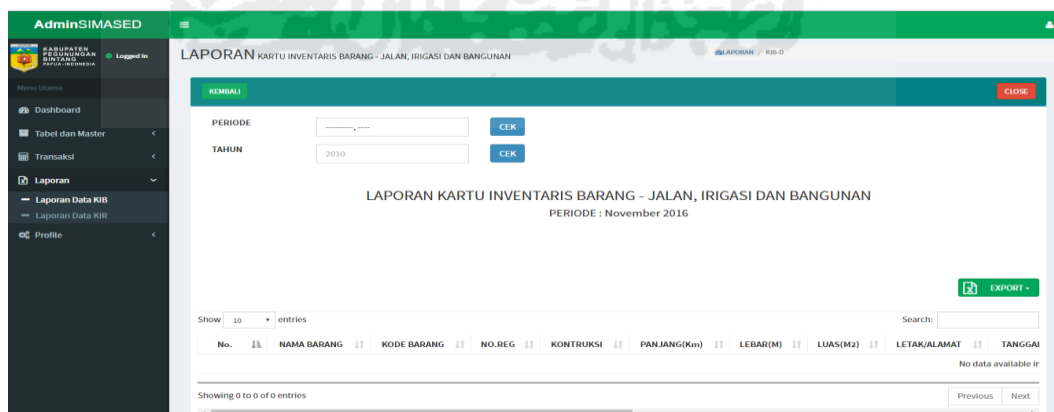 AdminSIMASED
KABUPATEN
PEGUNUNGAN
BINTANG
PAPUA-INDONESIA
Logged In
LAPORAN KARTU INVENTARIS BARANG - JALAN, IRIGASI DAN BANGUNAN
LAPORAN / KIB-D
Menu Utama
Dashboard
Tabel dan Master
Transaksi
Laporan
Laporan Data KIB
Laporan Data KIR
Profile
KEMBALI
CLOSE
PERIODE
---------, ----
CEK
TAHUN
2010
CEK
LAPORAN KARTU INVENTARIS BARANG - JALAN, IRIGASI DAN BANGUNAN
PERIODE : November 2016
EXPORT
Show 10 entries
Search:
No. NAMA BARANG KODE BARANG NO.REG KONTRUKSI PANJANG(Km) LEBAR(M) LUAS(M2) LETAK/ALAMAT TANGGAL
No data available in
Showing 0 to 0 of 0 entries
Previous Next